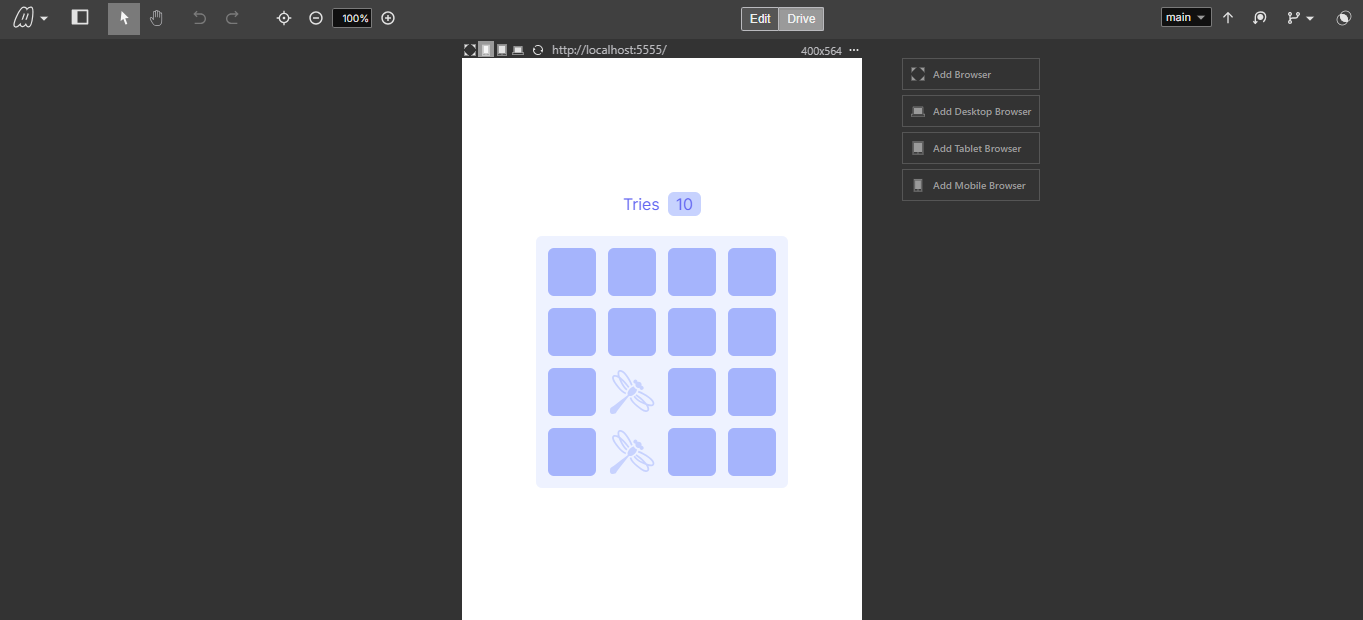 100%
Edit Drive
main
http://localhost:5555/
400x564
Add Browser
Add Desktop Browser
Add Tablet Browser
Add Mobile Browser
Tries 10